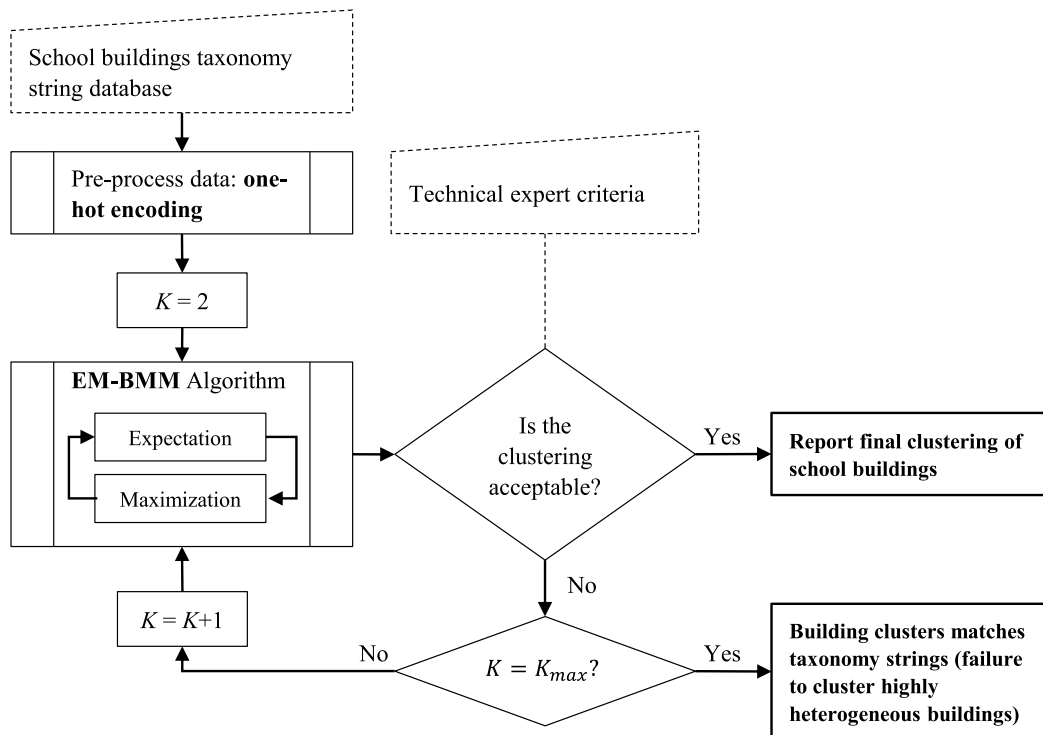 School buildings taxonomy
string database
Pre-process data: one-
hot encoding
K = 2
EM-BMM Algorithm
Expectation
Maximization
K = K+1
Technical expert criteria
Is the
clustering
acceptable?
Yes
Report final clustering of
school buildings
No
K = Kmax?
No
Yes
Building clusters matches
taxonomy strings (failure
to cluster highly
heterogeneous buildings)